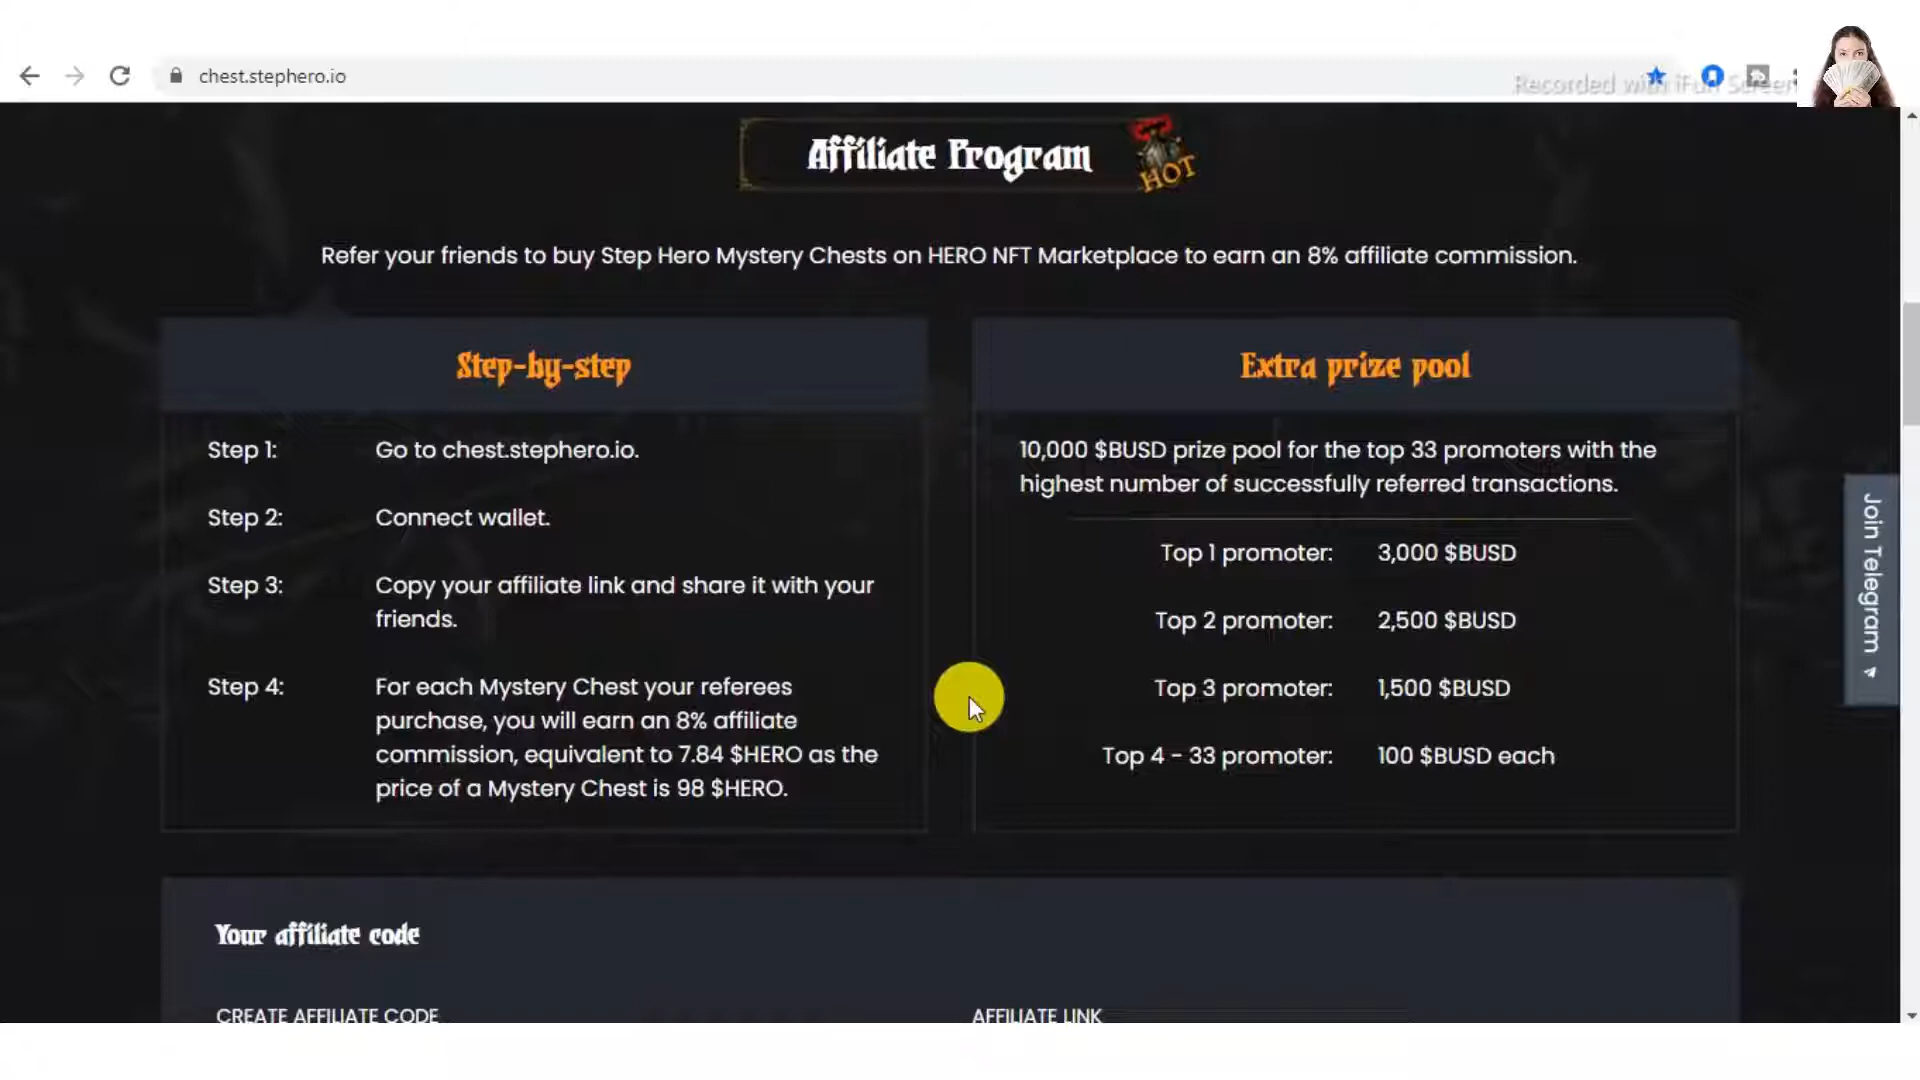 chest.stephero.io
Recorded with iFun Screen
Affiliate Program
HOT
Refer your friends to buy Step Hero Mystery Chests on HERO NFT Marketplace to earn an 8% affiliate commission.
Step-by-step
Step 1: Go to chest.stephero.io.
Step 2: Connect wallet.
Step 3: Copy your affiliate link and share it with your
friends.
Step 4: For each Mystery Chest your referees
purchase, you will earn an 8% affiliate
commission, equivalent to 7.84 $HERO as the
price of a Mystery Chest is 98 $HERO.
Extra prize pool
10,000 $BUSD prize pool for the top 33 promoters with the
highest number of successfully referred transactions.
Top 1 promoter: 3,000 $BUSD
Top 2 promoter: 2,500 $BUSD
Top 3 promoter: 1,500 $BUSD
Top 4 - 33 promoter: 100 $BUSD each
Join Telegram
Your affiliate code
CREATE AFFILIATE CODE
AFFILIATE LINK